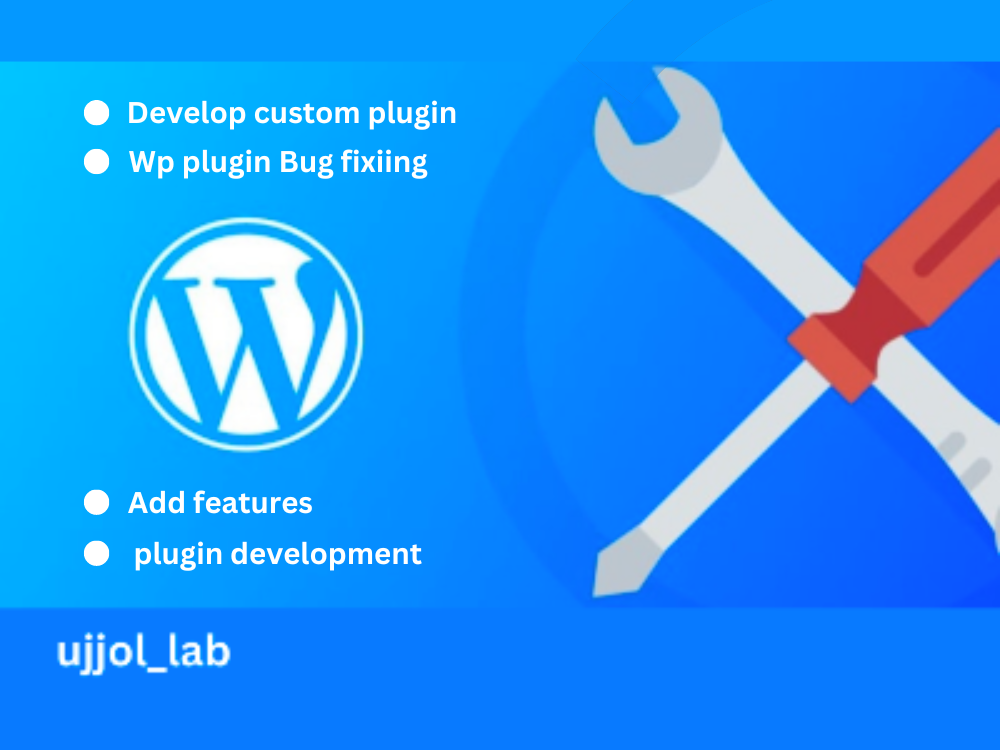 Develop custom plugin
Wp plugin Bug fixiing
Add features
plugin development
ujjol_lab